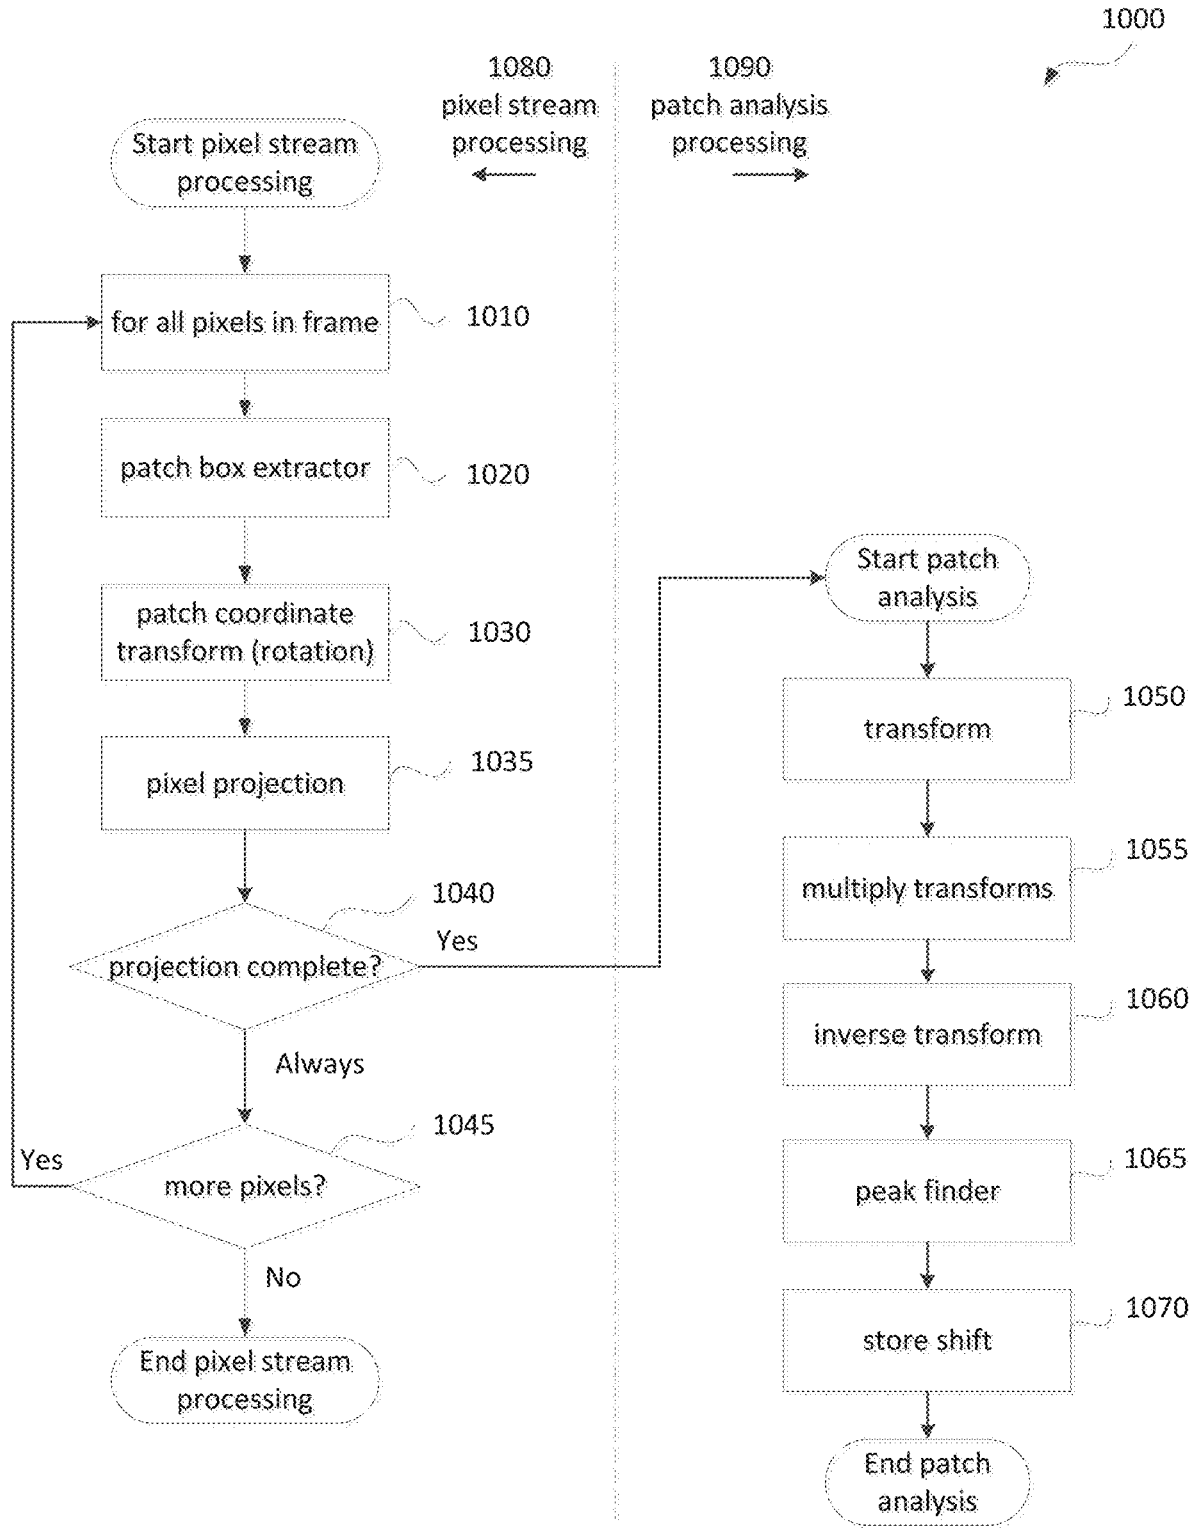 1000
1080
pixel stream
processing
1090
patch analysis
processing
Start pixel stream
processing
for all pixels in frame
1010
patch box extractor
1020
patch coordinate
transform (rotation)
1030
pixel projection
1035
projection complete?
1040
Yes
Always
more pixels?
1045
Yes
No
End pixel stream
processing
Start patch
analysis
transform
1050
multiply transforms
1055
inverse transform
1060
peak finder
1065
store shift
1070
End patch
analysis